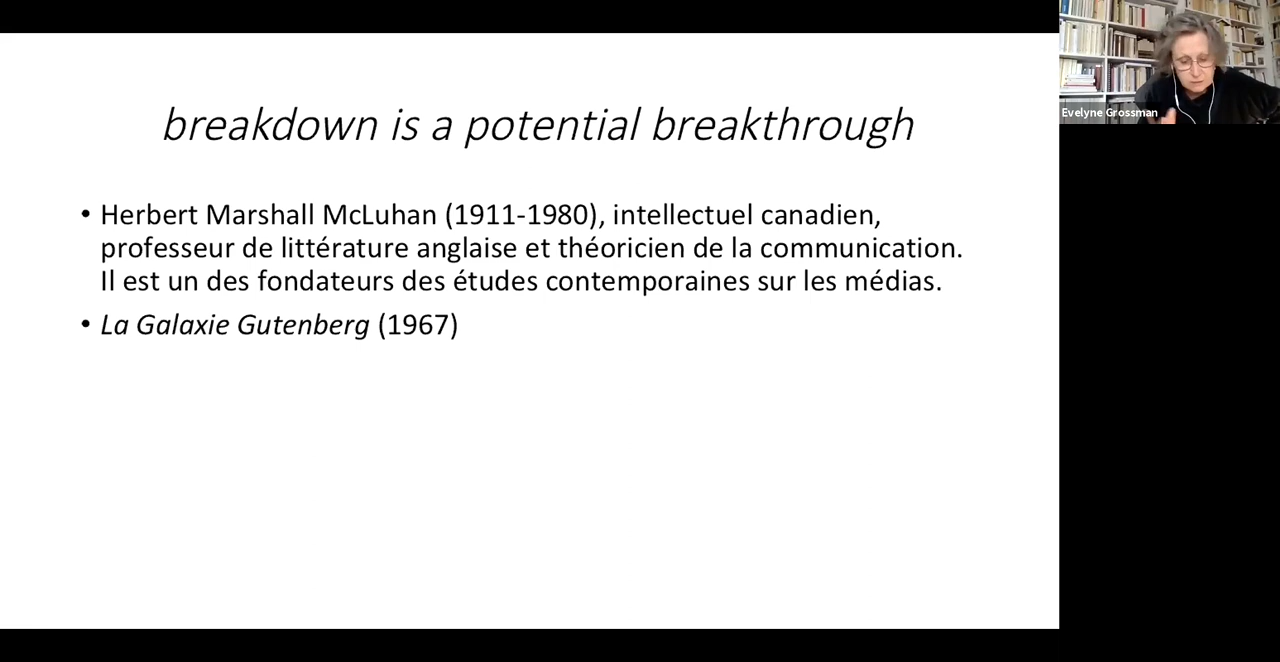 breakdown is a potential breakthrough
• Herbert Marshall McLuhan (1911-1980), intellectuel canadien,
professeur de littérature anglaise et théoricien de la communication.
Il est un des fondateurs des études contemporaines sur les médias.
• La Galaxie Gutenberg (1967)
Evelyne Grossman